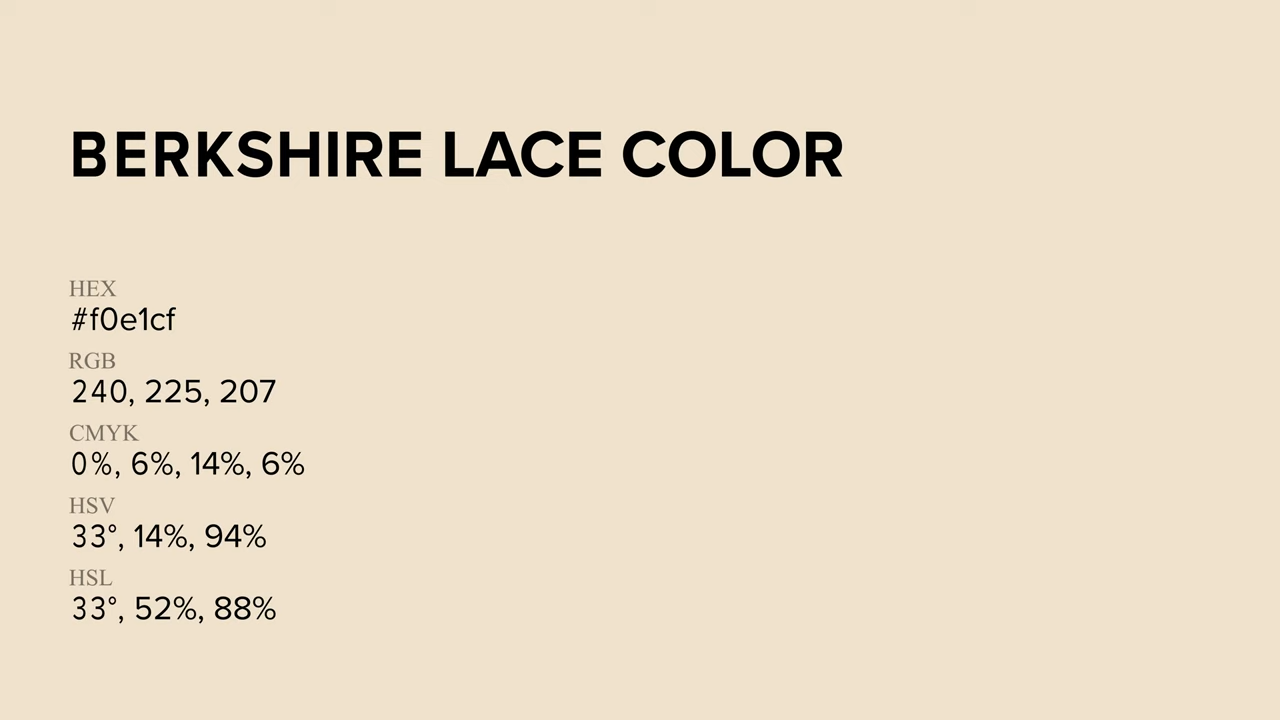 BERKSHIRE LACE COLOR
HEX
#f0e1cf
RGB
240, 225, 207
CMYK
0%, 6%, 14%, 6%
HSV
33°, 14%, 94%
HSL
33°, 52%, 88%